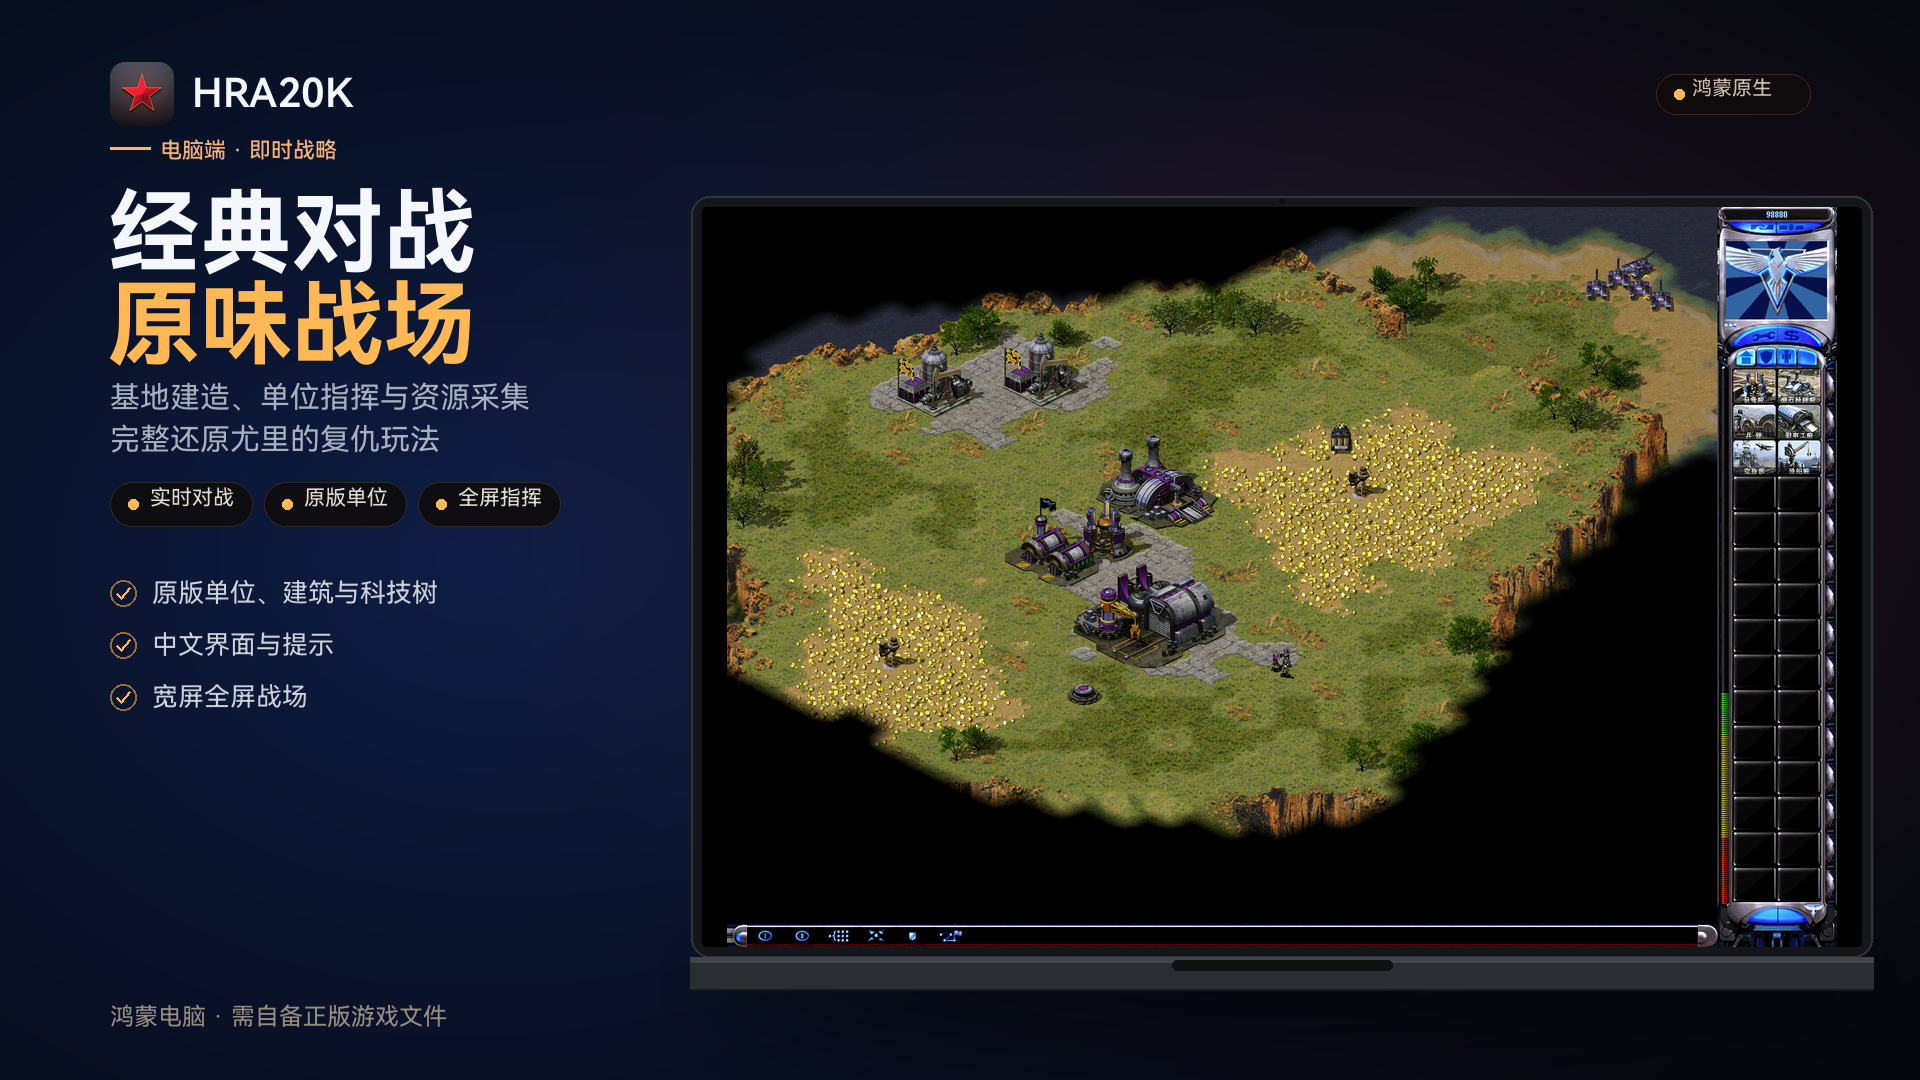 HRA20K
鸿蒙原生
电脑端 · 即时战略
经典对战
原味战场
基地建造、单位指挥与资源采集
完整还原尤里的复仇玩法
实时对战
原版单位
全屏指挥
原版单位、建筑与科技树
中文界面与提示
宽屏全屏战场
鸿蒙电脑 · 需自备正版游戏文件
98880